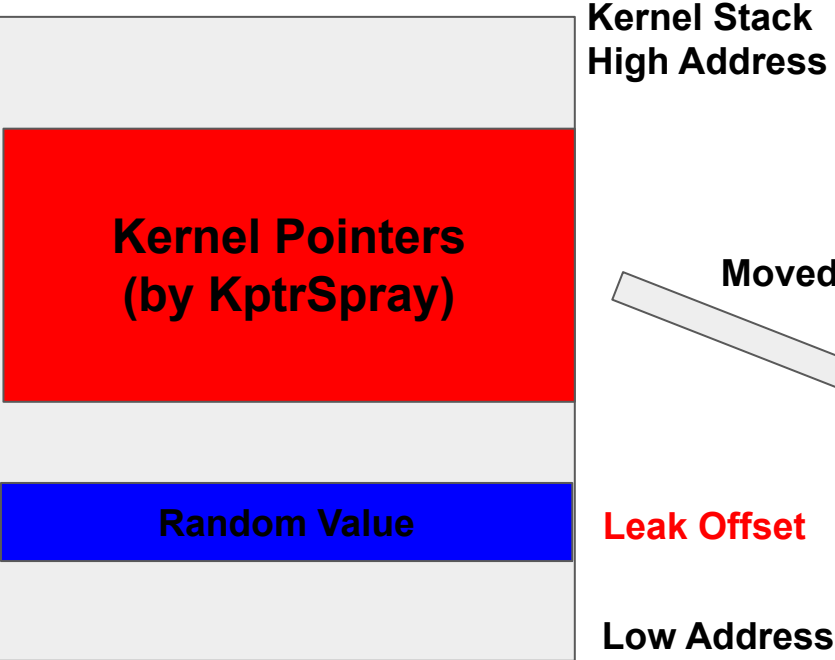 Kernel Stack
High Address
Kernel Pointers
(by KptrSpray)
Moved
Random Value
Leak Offset
Low Address